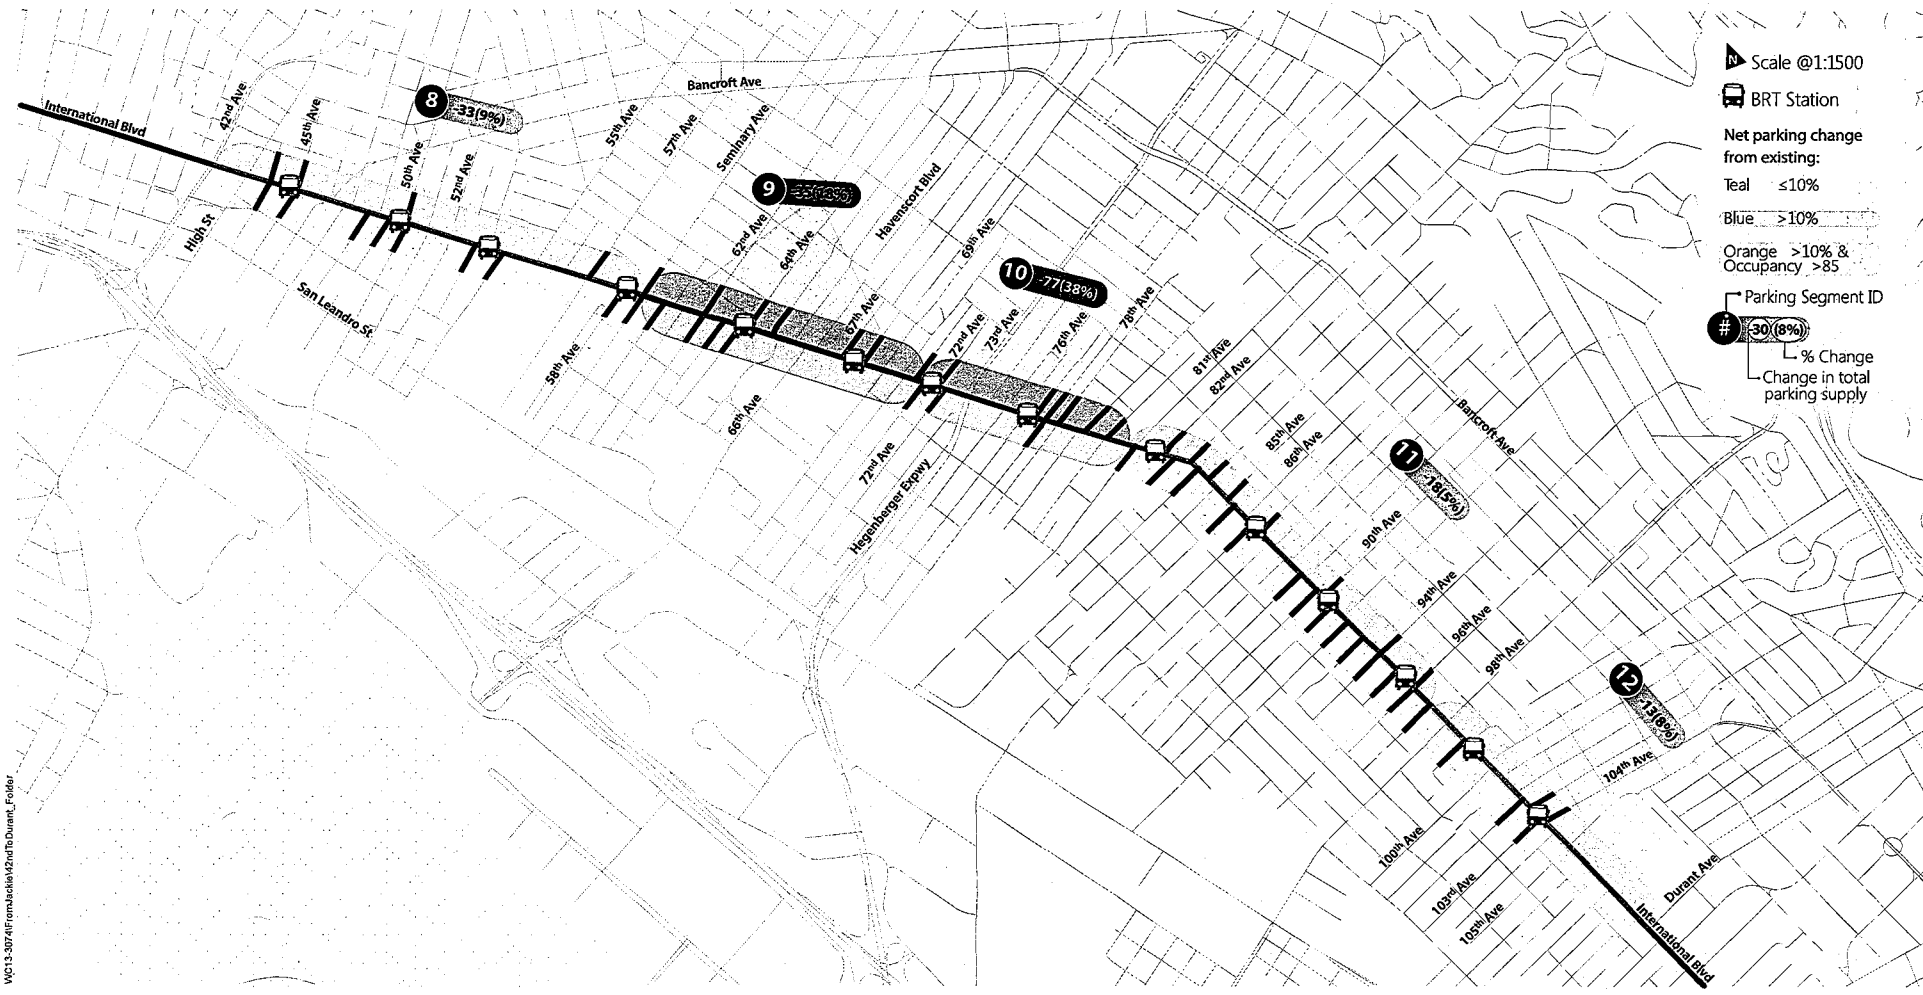 International Blvd
42nd Ave
45th Ave
8
-33(9%)
50th Ave
52nd Ave
55th Ave
57th Ave
Bancroft Ave
Seminary Ave
9
62nd Ave
64th Ave
Havenscort Blvd
69th Ave
10
-77(38%)
67th Ave
72nd Ave
73rd Ave
76th Ave
78th Ave
81st Ave
82nd Ave
85th Ave
86th Ave
Bancroft Ave
11
-18(5%)
90th Ave
94th Ave
96th Ave
98th Ave
12
-13(8%)
104th Ave
High St
San Leandro St
58th Ave
66th Ave
72nd Ave
Hegenberger Expwy
100th Ave
103rd Ave
105th Ave
Durant Ave
International Blvd
N
Scale @1:1500
BRT Station
Net parking change
from existing:
Teal ≤10%
Blue >10%
Orange >10% &
Occupancy >85
Parking Segment ID
# -30 (8%)
% Change
Change in total
parking supply
WC13-3074\FromJackie\42ndToDurant_Folder